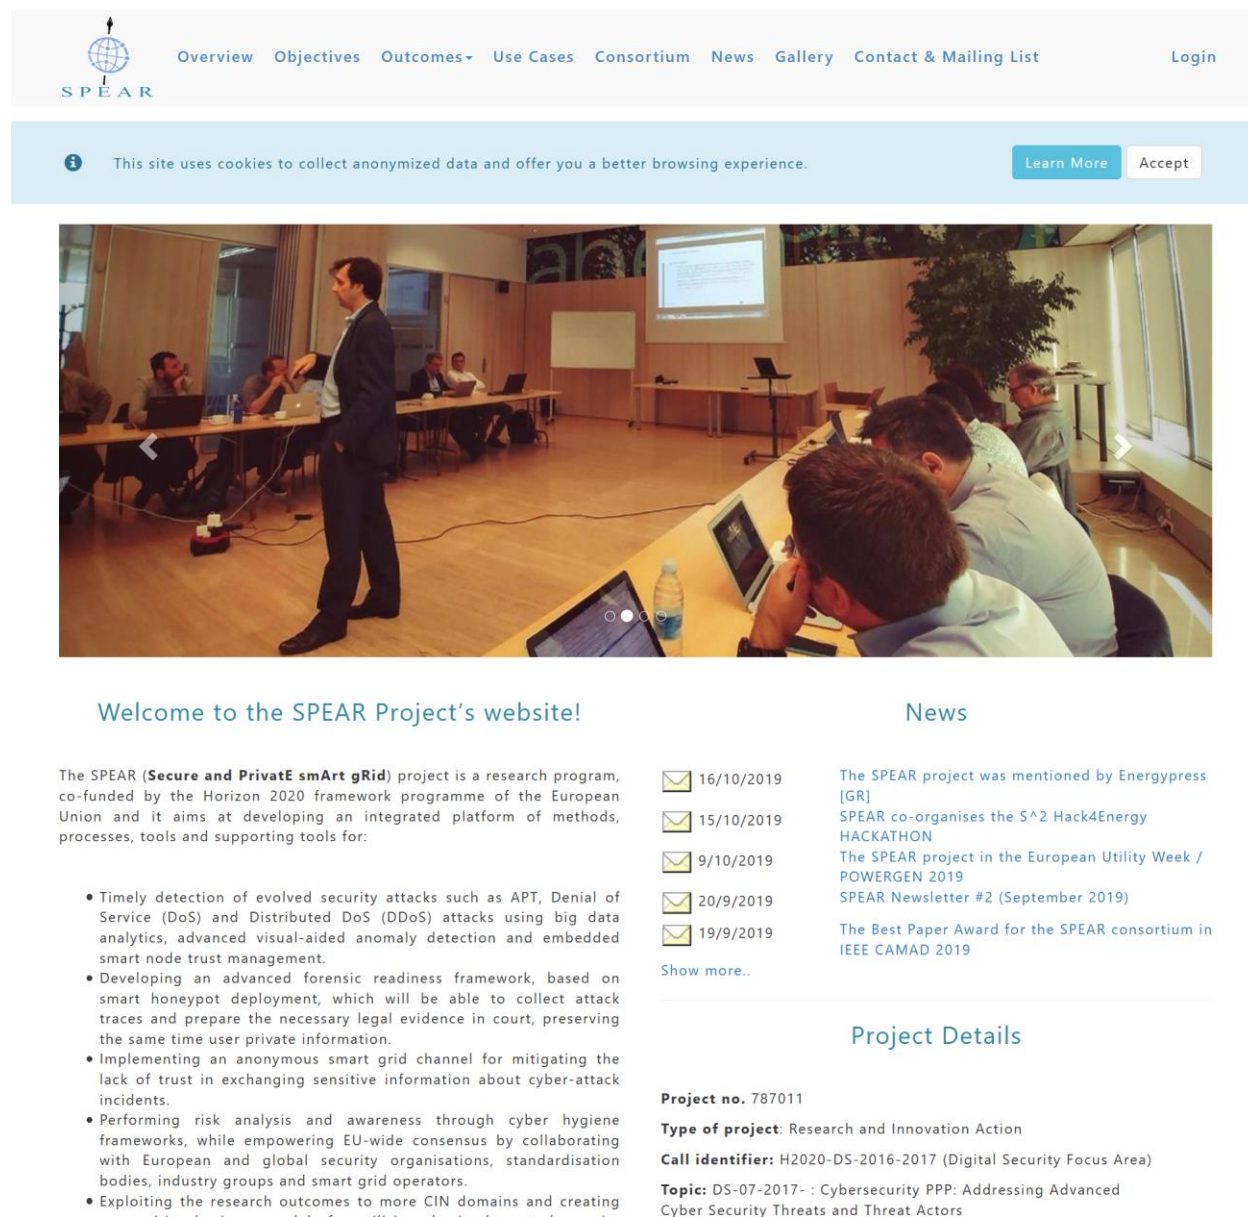 SPEAR
Overview Objectives Outcomes Use Cases Consortium News Gallery Contact & Mailing List Login
This site uses cookies to collect anonymized data and offer you a better browsing experience.
Learn More Accept
Welcome to the SPEAR Project's website!
The SPEAR (Secure and PrivatE smArt gRid) project is a research program,
co-funded by the Horizon 2020 framework programme of the European
Union and it aims at developing an integrated platform of methods,
processes, tools and supporting tools for:
Timely detection of evolved security attacks such as APT, Denial of
Service (DoS) and Distributed DoS (DDoS) attacks using big data
analytics, advanced visual-aided anomaly detection and embedded
smart node trust management.
Developing an advanced forensic readiness framework, based on
smart honeypot deployment, which will be able to collect attack
traces and prepare the necessary legal evidence in court, preserving
the same time user private information.
Implementing an anonymous smart grid channel for mitigating the
lack of trust in exchanging sensitive information about cyber-attack
incidents.
Performing risk analysis and awareness through cyber hygiene
frameworks, while empowering EU-wide consensus by collaborating
with European and global security organisations, standardisation
bodies, industry groups and smart grid operators.
Exploiting the research outcomes to more CIN domains and creating
News
16/10/2019 The SPEAR project was mentioned by Energypress
[GR]
15/10/2019 SPEAR co-organises the S^2 Hack4Energy
HACKATHON
9/10/2019 The SPEAR project in the European Utility Week /
POWERGEN 2019
20/9/2019 SPEAR Newsletter #2 (September 2019)
19/9/2019 The Best Paper Award for the SPEAR consortium in
IEEE CAMAD 2019
Show more..
Project Details
Project no. 787011
Type of project: Research and Innovation Action
Call identifier: H2020-DS-2016-2017 (Digital Security Focus Area)
Topic: DS-07-2017- : Cybersecurity PPP: Addressing Advanced
Cyber Security Threats and Threat Actors